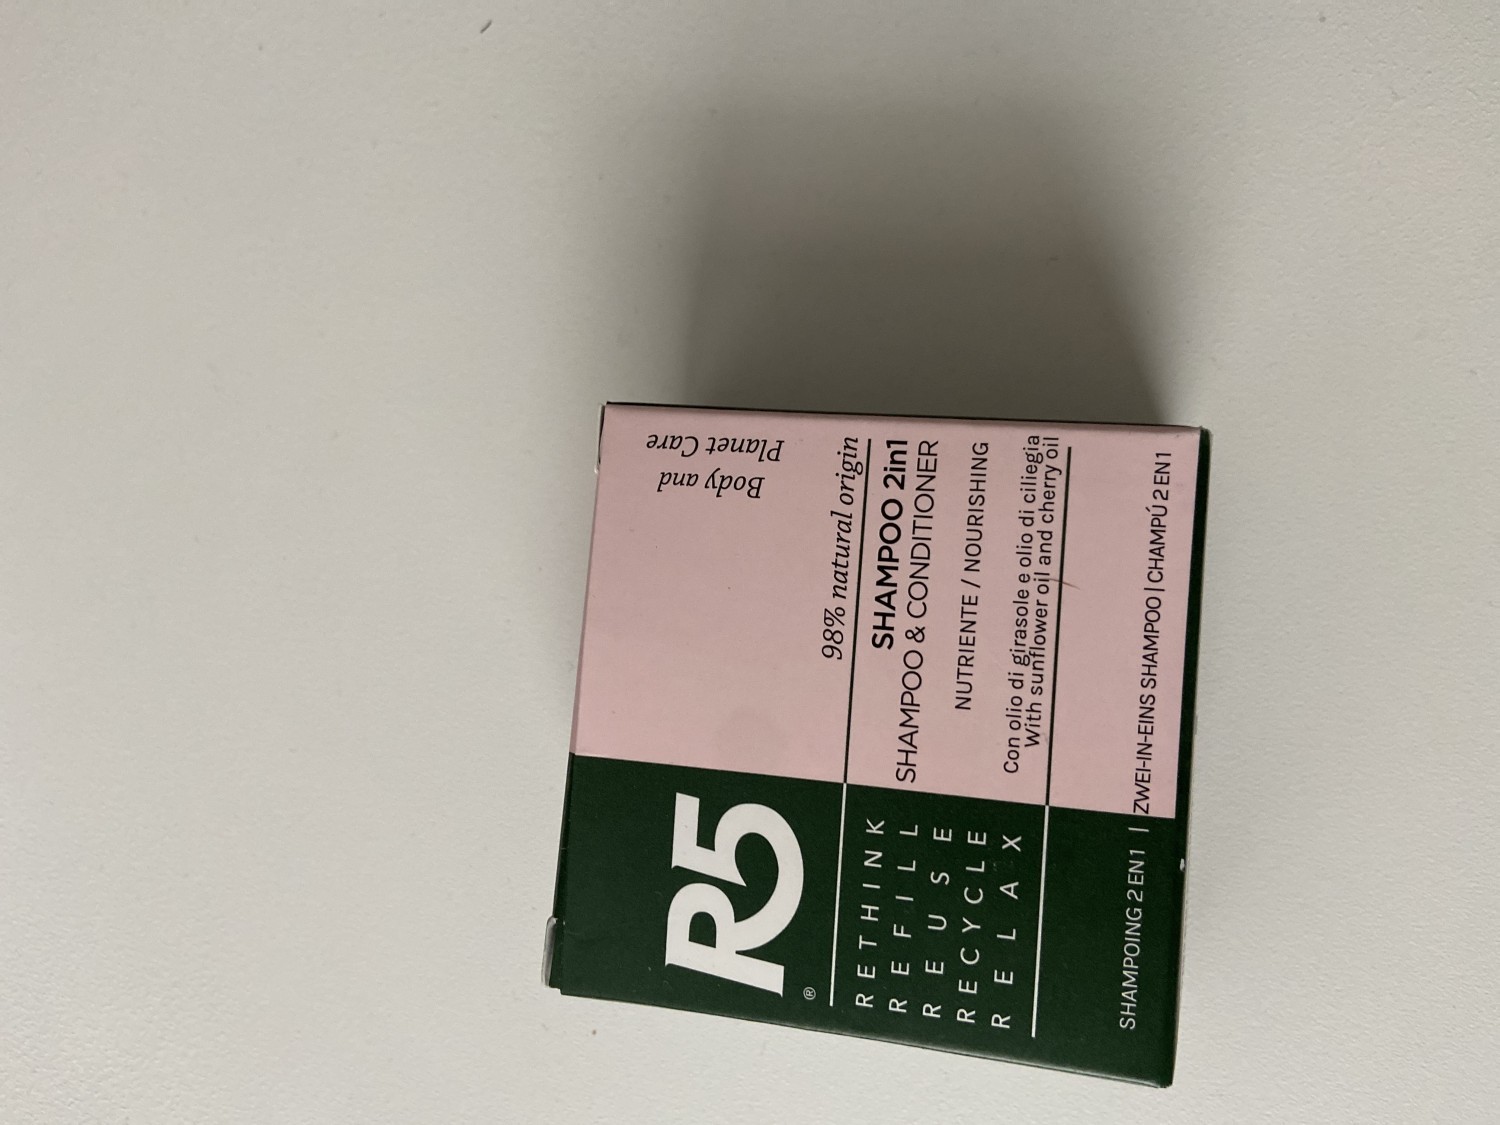 R5
®
Body and
Planet Care
98% natural origin
RETHINK
REFILL
REUSE
RECYCLE
RELAX
SHAMPOO 2in1
SHAMPOO & CONDITIONER
NUTRIENTE / NOURISHING
Con olio di girasole e olio di ciliegia
With sunflower oil and cherry oil
SHAMPOING 2 EN 1 | ZWEI-IN-EINS SHAMPOO | CHAMPÚ 2 EN 1